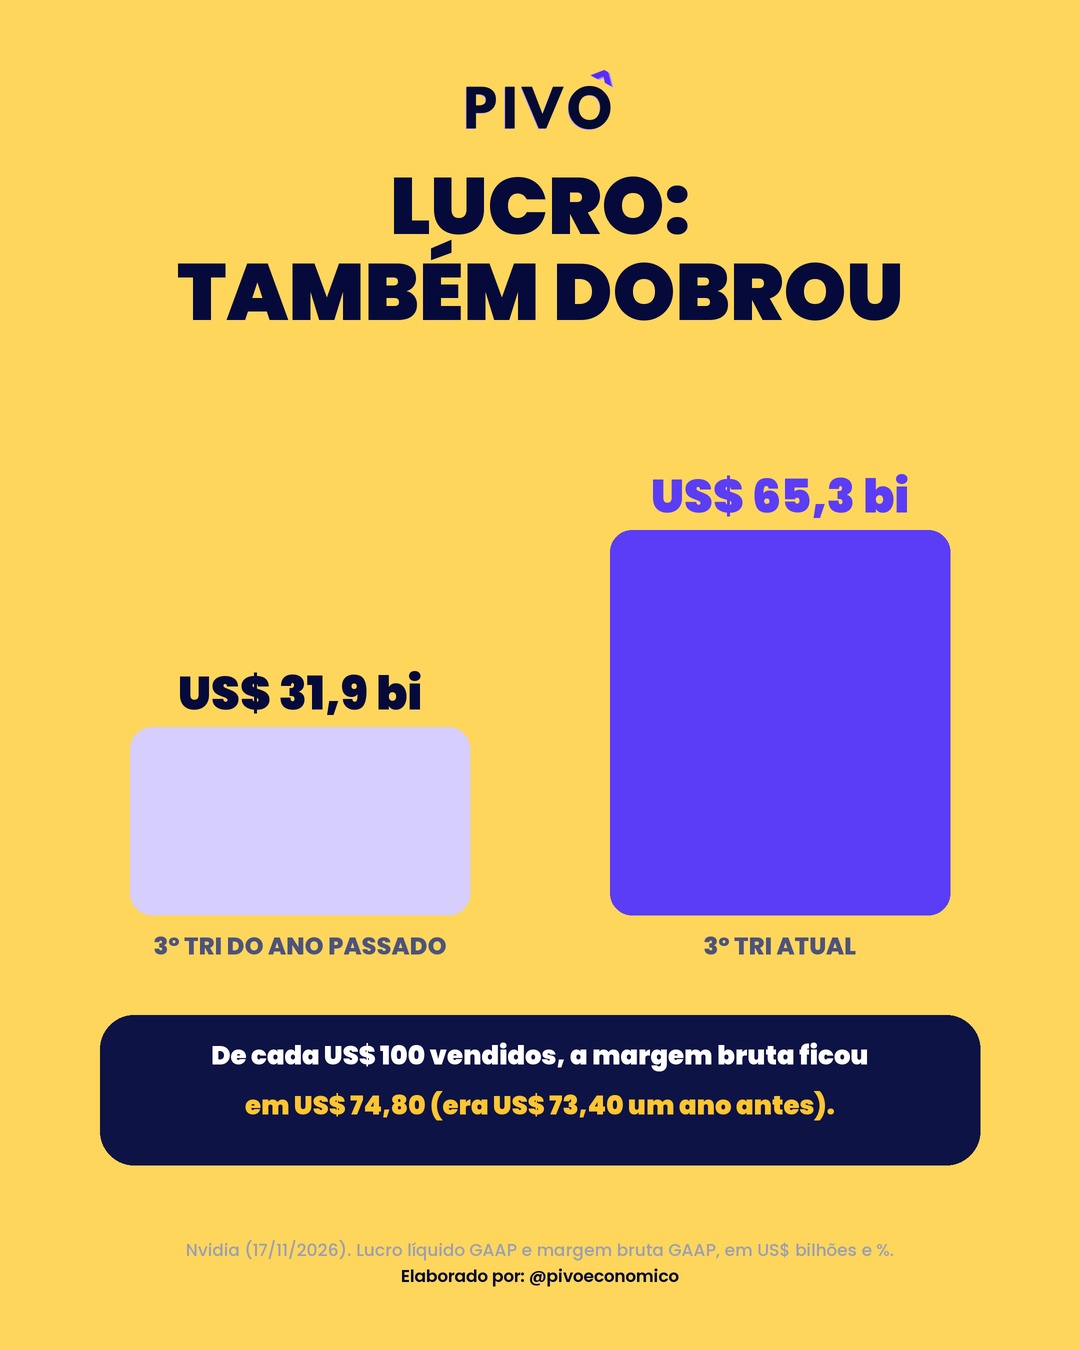 PIVÔ
LUCRO:
TAMBÉM DOBROU
US$ 65,3 bi
US$ 31,9 bi
3º TRI DO ANO PASSADO
3º TRI ATUAL
De cada US$ 100 vendidos, a margem bruta ficou
em US$ 74,80 (era US$ 73,40 um ano antes).
Nvidia (17/11/2026). Lucro líquido GAAP e margem bruta GAAP, em US$ bilhões e %.
Elaborado por: @pivoeconomico